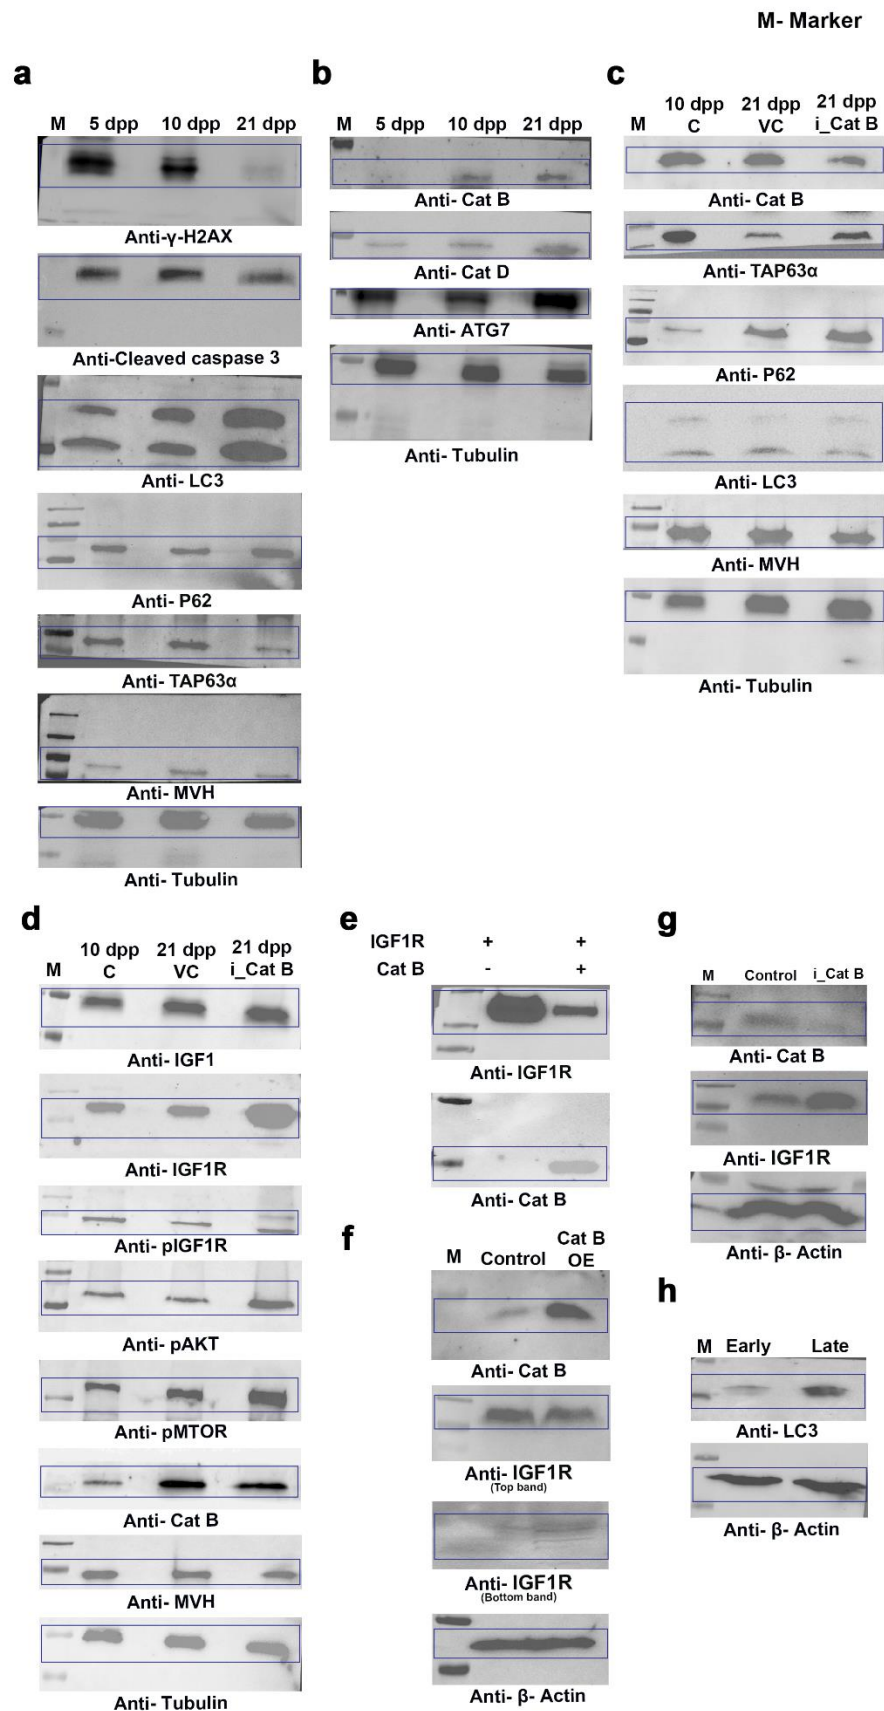 M- Marker
a
M 5 dpp 10 dpp 21 dpp
Anti-γ-H2AX
Anti-Cleaved caspase 3
Anti- LC3
Anti- P62
Anti- TAP63α
Anti- MVH
Anti- Tubulin
b
M 5 dpp 10 dpp 21 dpp
Anti- Cat B
Anti- Cat D
Anti- ATG7
Anti- Tubulin
c
10 dpp 21 dpp 21 dpp
M C VC i_Cat B
Anti- Cat B
Anti- TAP63α
Anti- P62
Anti- LC3
Anti- MVH
Anti- Tubulin
d
10 dpp 21 dpp 21 dpp
M C VC i_Cat B
Anti- IGF1
Anti- IGF1R
Anti- pIGF1R
Anti- pAKT
Anti- pMTOR
Anti- Cat B
Anti- MVH
Anti- Tubulin
e
IGF1R + +
Cat B - +
Anti- IGF1R
Anti- Cat B
f
Cat B
M Control OE
Anti- Cat B
Anti- IGF1R
(Top band)
Anti- IGF1R
(Bottom band)
Anti- β- Actin
g
M Control i_Cat B
Anti- Cat B
Anti- IGF1R
Anti- β- Actin
h
M Early Late
Anti- LC3
Anti- β- Actin